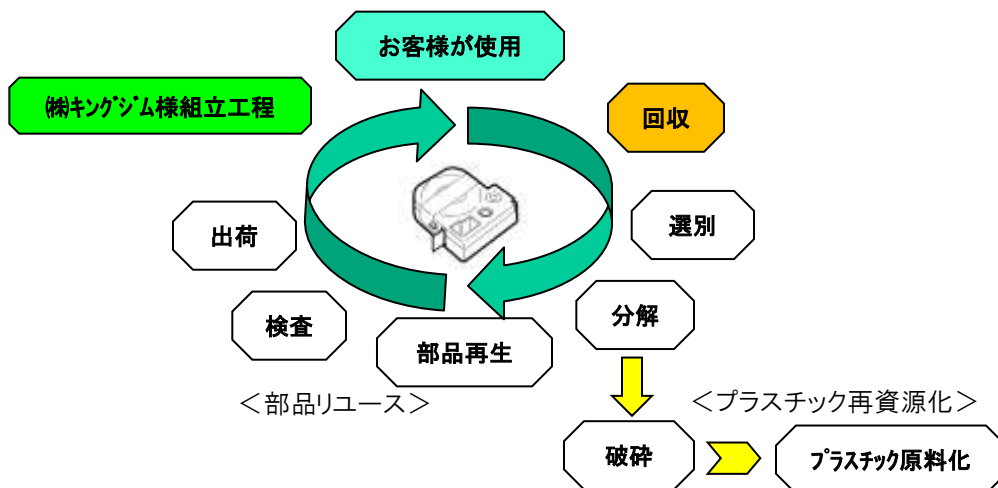 お客様が使用
㈱キングジム様組立工程
回収
出荷
選別
検査
分解
部品再生
<部品リユース>
<プラスチック再資源化>
破砕
プラスチック原料化